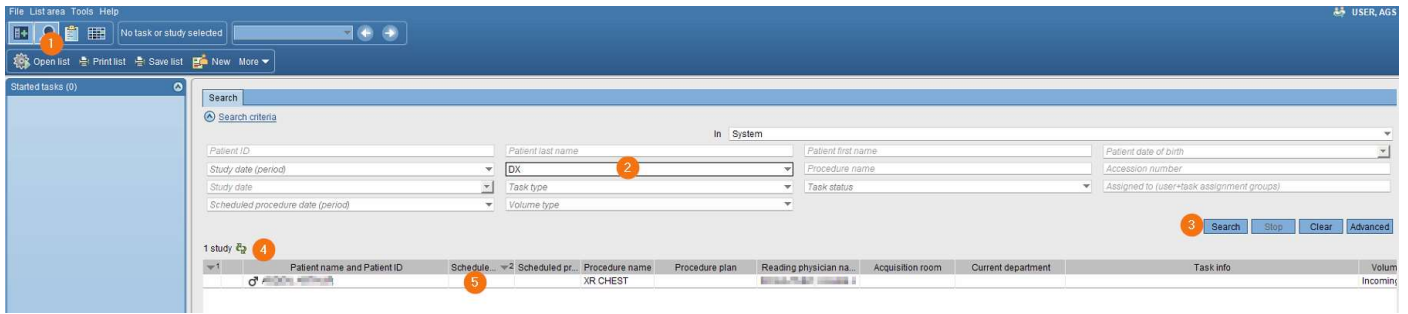 File List area Tools Help
USER, AGS
1
No task or study selected
Open list Print list Save list New More
Started tasks (0)
Search
Search criteria
In System
Patient ID Patient last name Patient first name Patient date of birth
Study date (period) DX 2 Procedure name Accession number
Study date Task type Task status Assigned to (user+task assignment groups)
Scheduled procedure date (period) Volume type
3 Search Stop Clear Advanced
1 study 4
1 Patient name and Patient ID Schedule... 2 Scheduled pr... Procedure name Procedure plan Reading physician na... Acquisition room Current department Task info Volum
5 XR CHEST Incoming